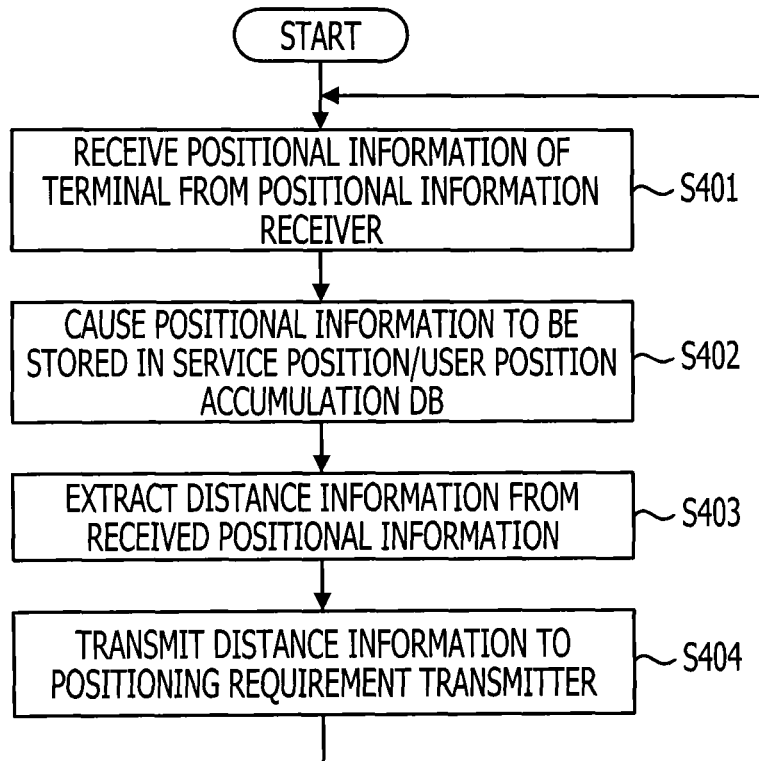 START
RECEIVE POSITIONAL INFORMATION OF
TERMINAL FROM POSITIONAL INFORMATION
RECEIVER
S401
CAUSE POSITIONAL INFORMATION TO BE
STORED IN SERVICE POSITION/USER POSITION
ACCUMULATION DB
S402
EXTRACT DISTANCE INFORMATION FROM
RECEIVED POSITIONAL INFORMATION
S403
TRANSMIT DISTANCE INFORMATION TO
POSITIONING REQUIREMENT TRANSMITTER
S404